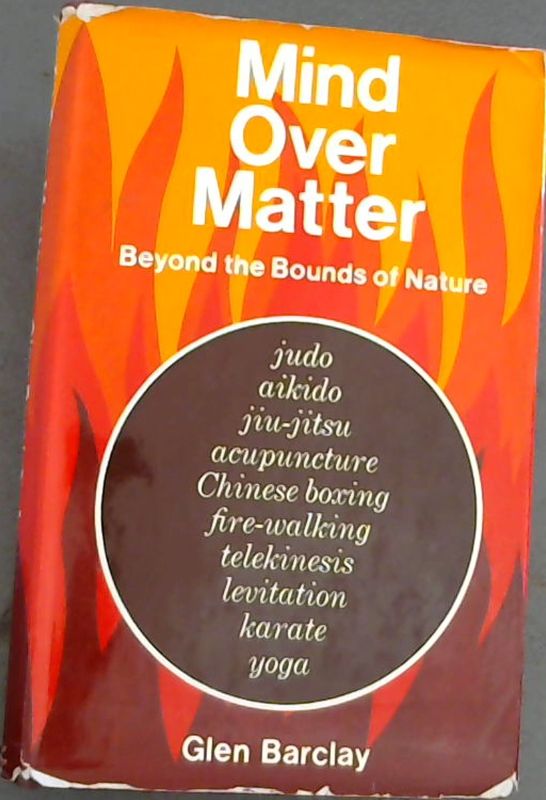 Mind
Over
Matter
Beyond the Bounds of Nature
judo
aikido
jiu-jitsu
acupuncture
Chinese boxing
fire-walking
telekinesis
levitation
karate
yoga
Glen Barclay